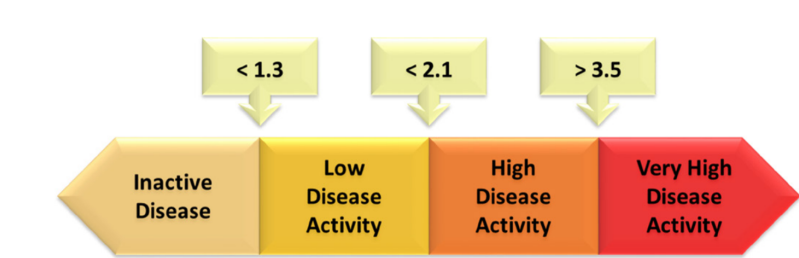 < 1.3
< 2.1
> 3.5
Inactive
Disease
Low
Disease
Activity
High
Disease
Activity
Very High
Disease
Activity